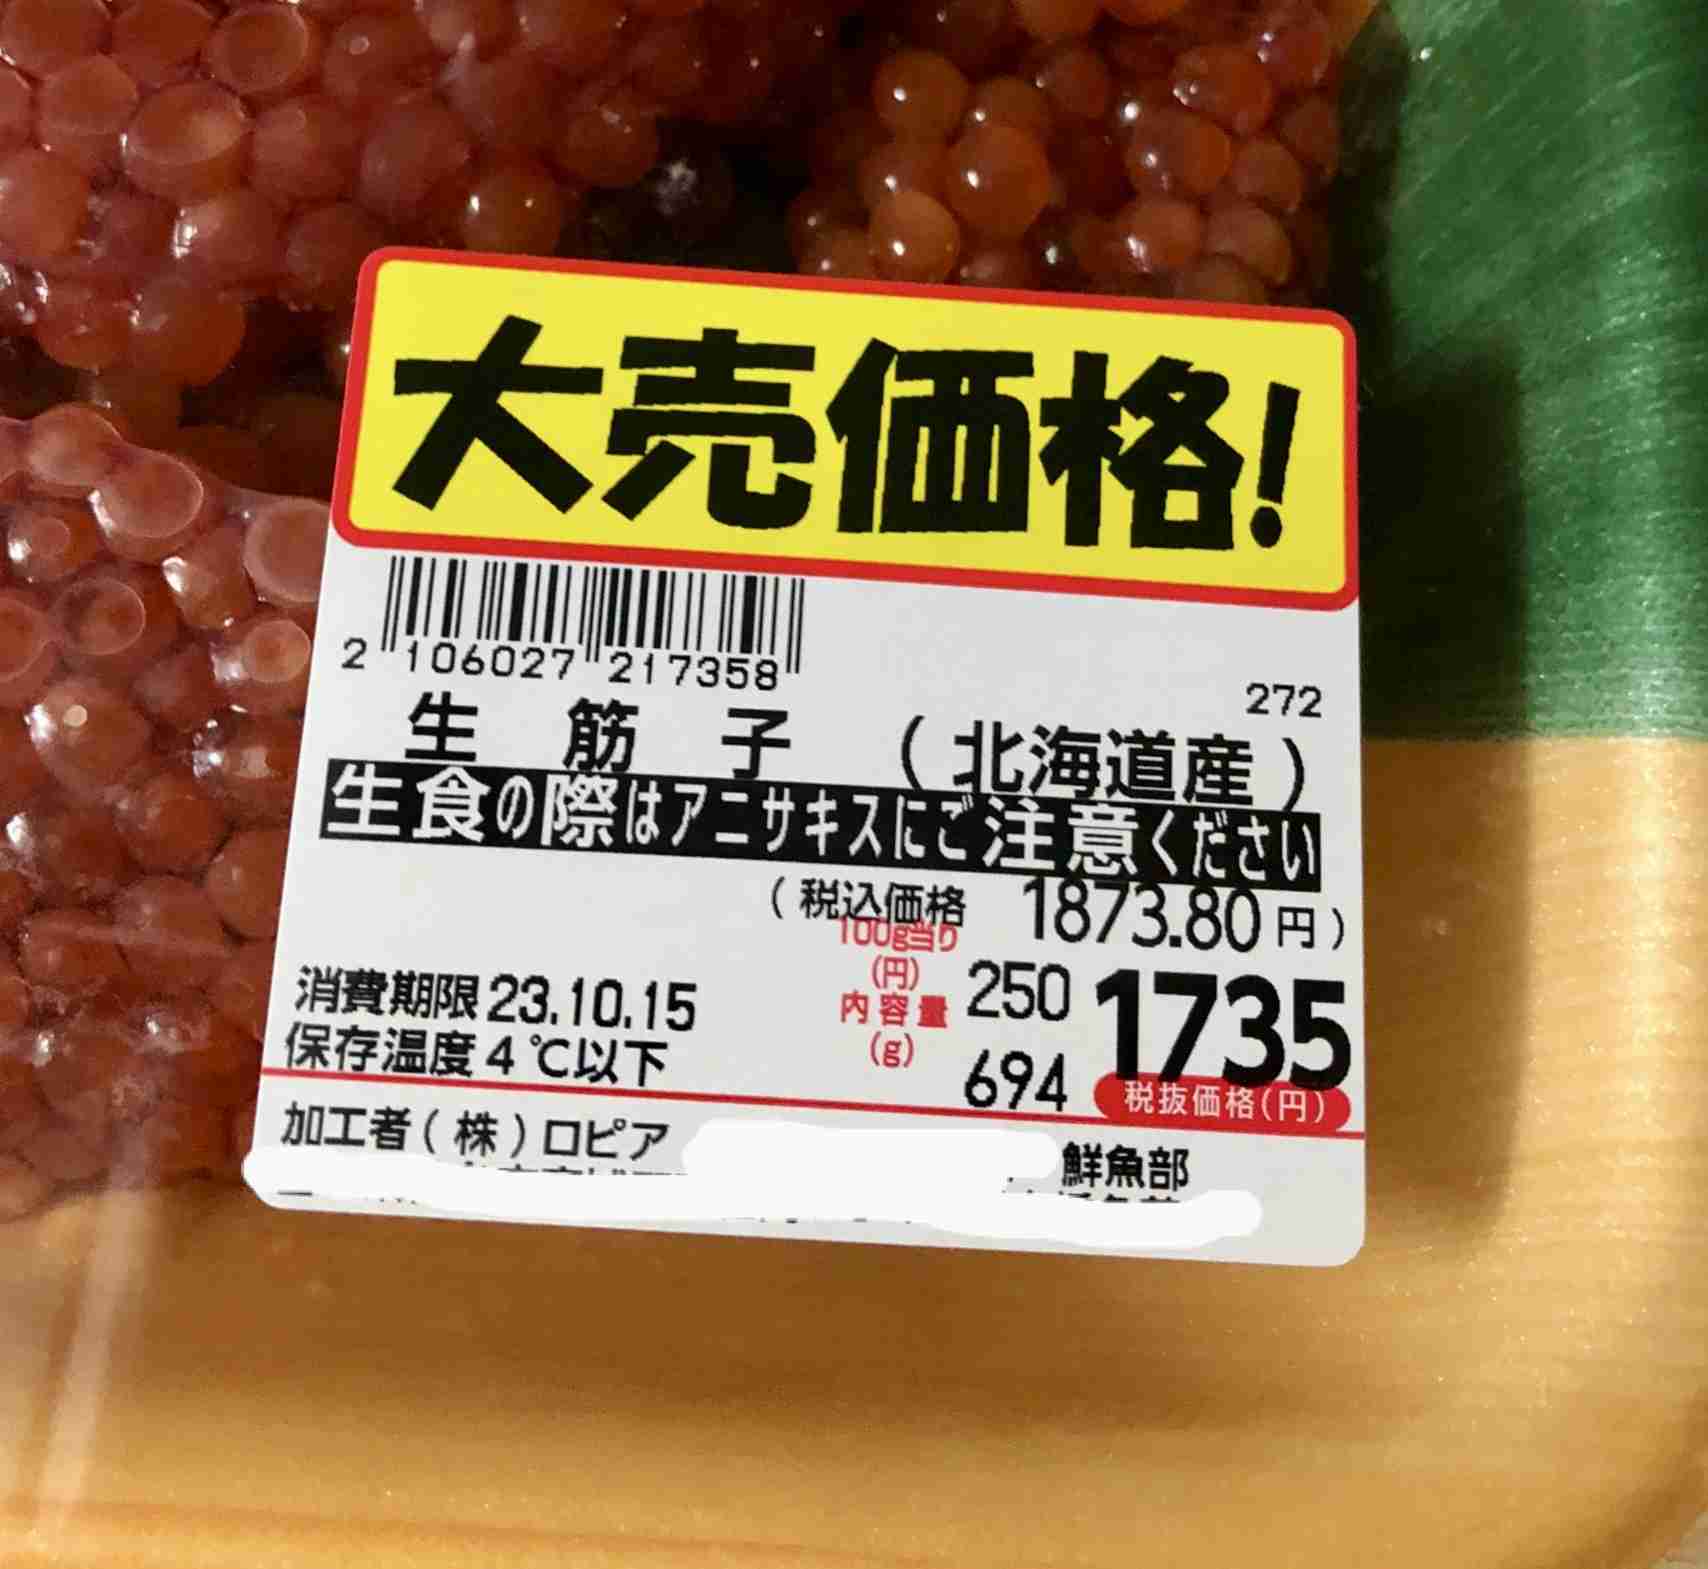 大売価格!
2 106027 217358
272
生 筋 子 (北海道産)
生食の際はアニサキスにご注意ください
(税込価格 1873.80円)
100g当り
(円) 250
1735
消費期限23.10.15
内容量
(g) 694
保存温度4℃以下
税抜価格(円)
加工者(株)ロピア 鮮魚部